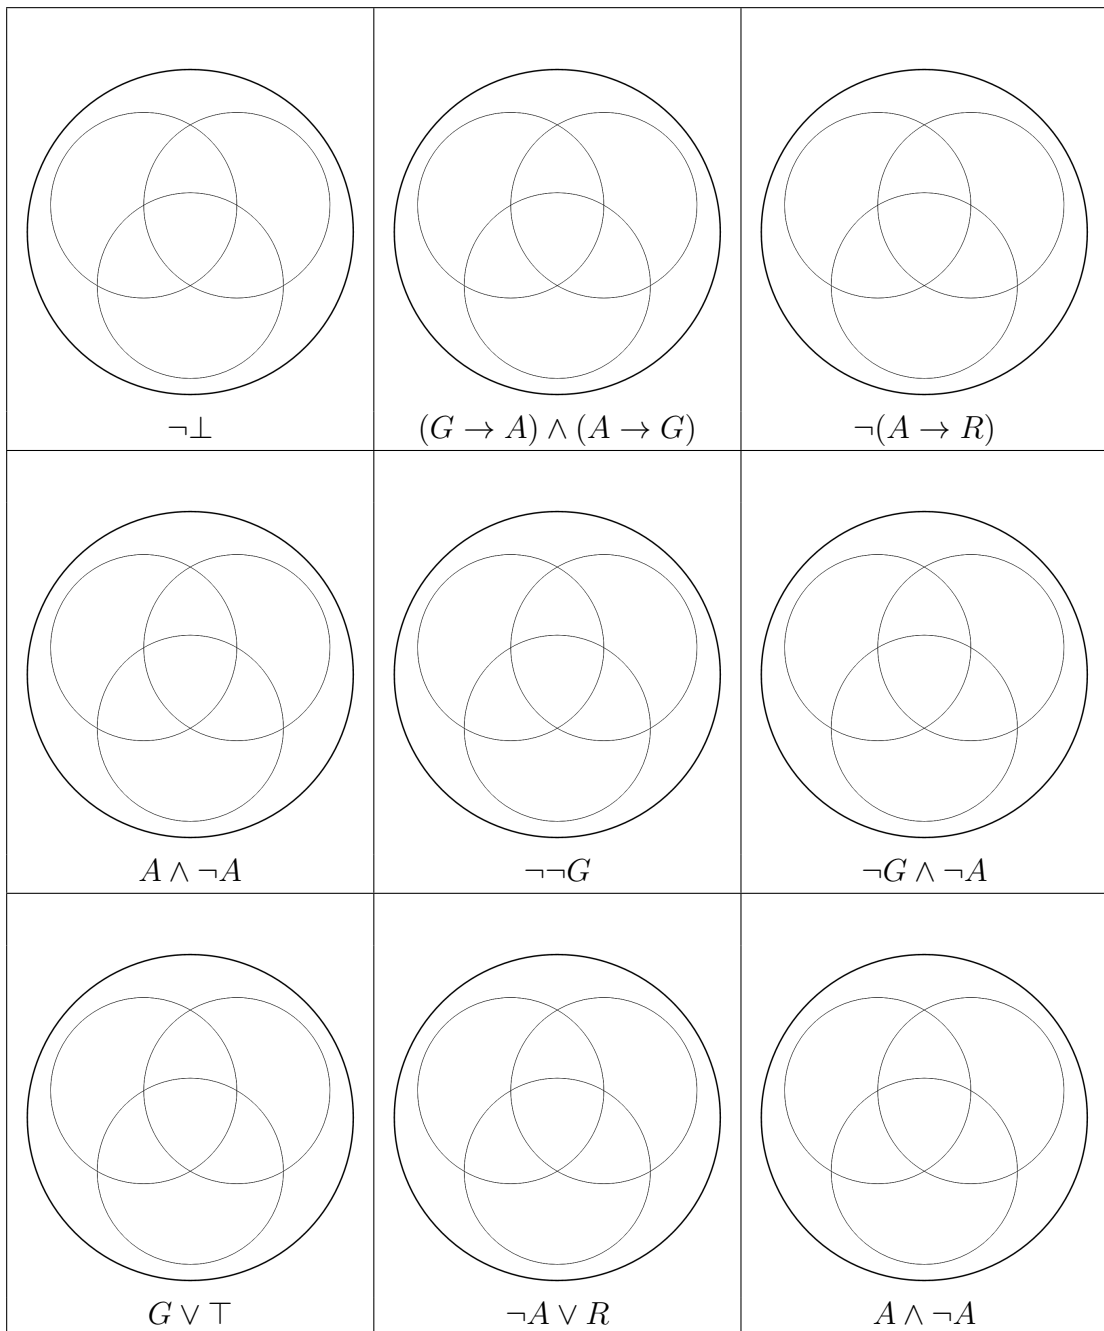 ¬⊥
(G → A) ∧ (A → G)
¬(A → R)
A ∧ ¬A
¬¬G
¬G ∧ ¬A
G ∨ ⊤
¬A ∨ R
A ∧ ¬A